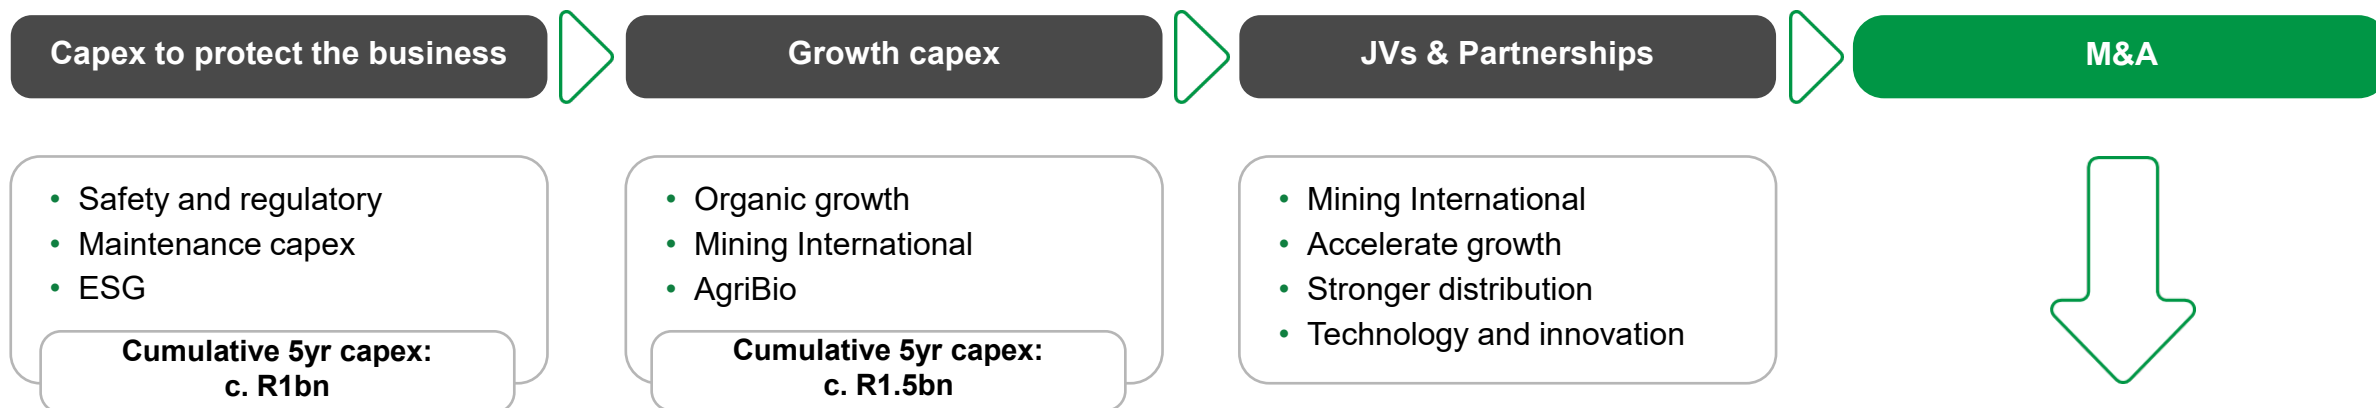 Capex to protect the business
Growth capex
JVs & Partnerships
M&A
• Safety and regulatory
• Maintenance capex
• ESG
Cumulative 5yr capex:
c. R1bn
• Organic growth
• Mining International
• AgriBio
Cumulative 5yr capex:
c. R1.5bn
• Mining International
• Accelerate growth
• Stronger distribution
• Technology and innovation